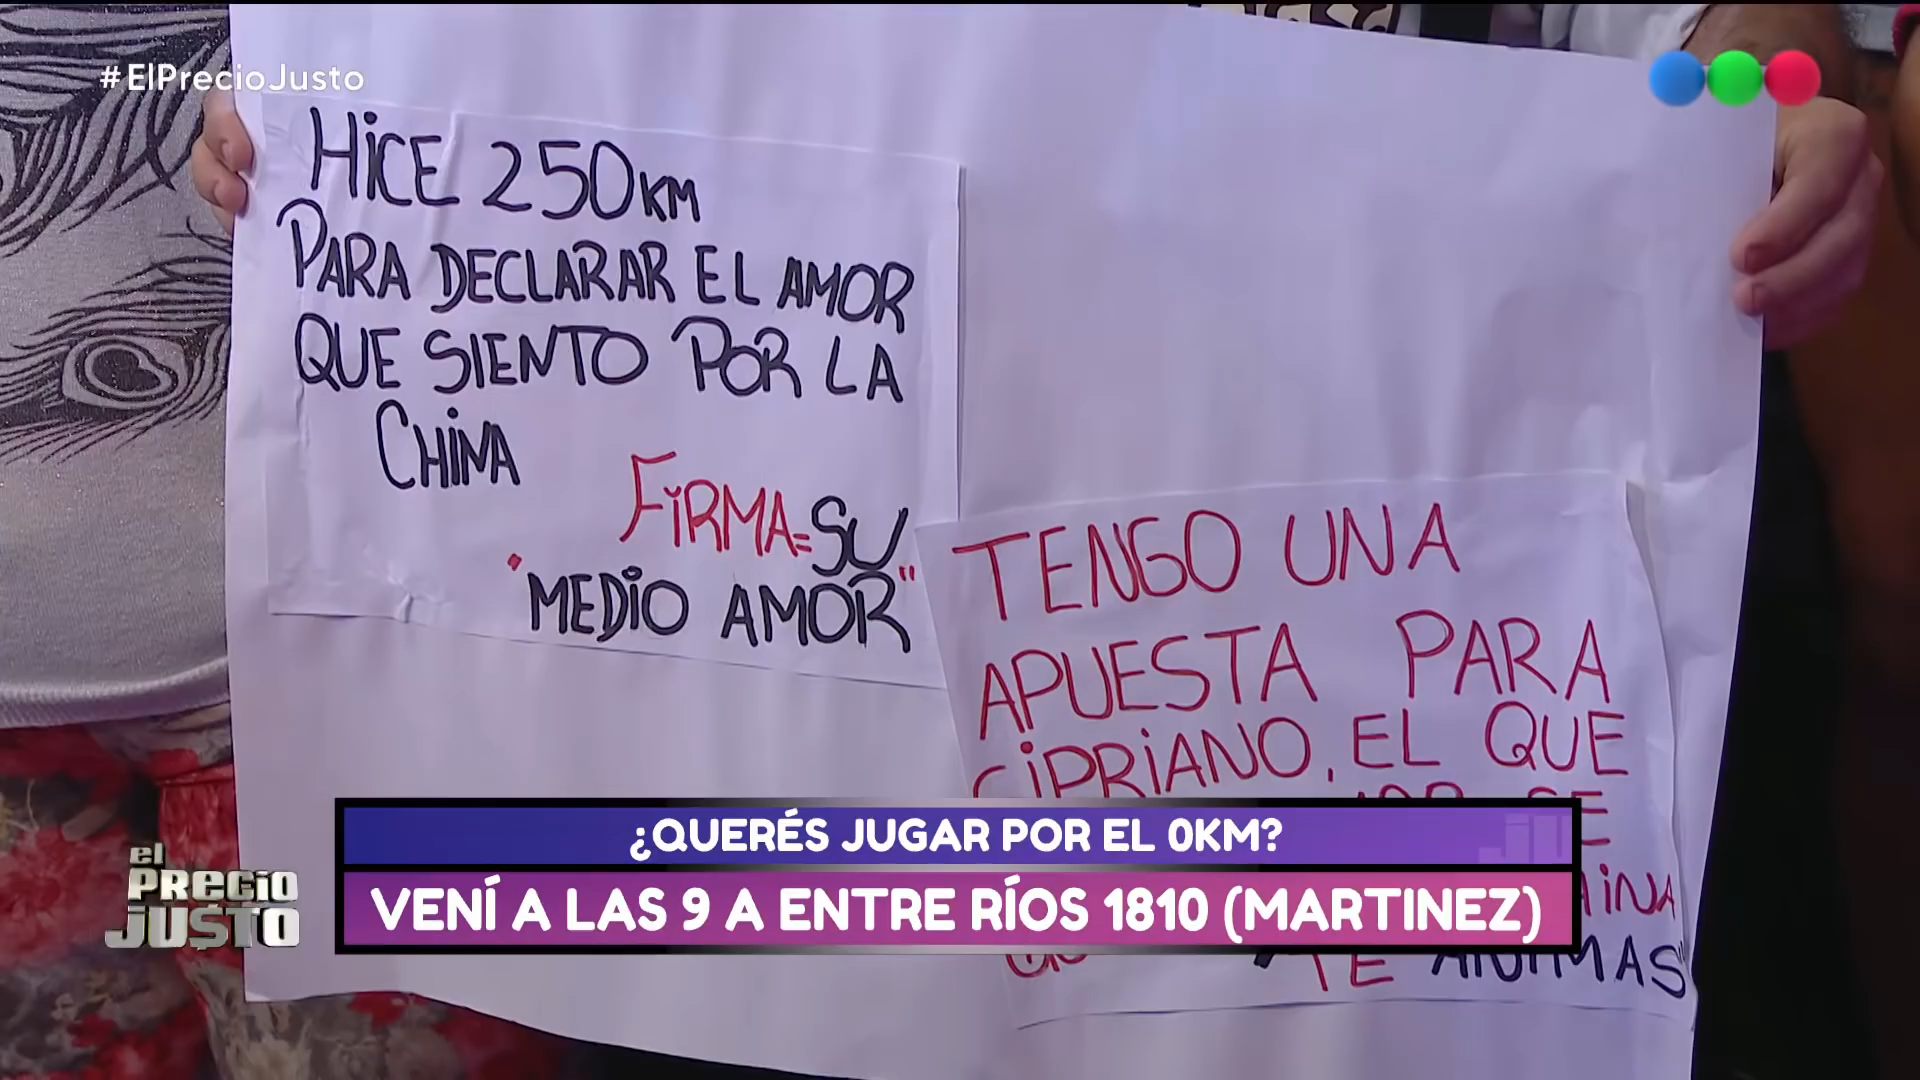 #ElPrecioJusto
HiCE 250KM
PARA DECLARAR EL AMOR
QUE SIENTO POR LA
CHINA
FiRMA=SU
"MEDiO AMOR"
TENGO UNA
APUESTA PARA
CiPRiANO, EL QUE
SE
TE ANIMAS"
¿QUERÉS JUGAR POR EL 0KM?
VENÍ A LAS 9 A ENTRE RÍOS 1810 (MARTINEZ)
el
PRECIO
JUSTO